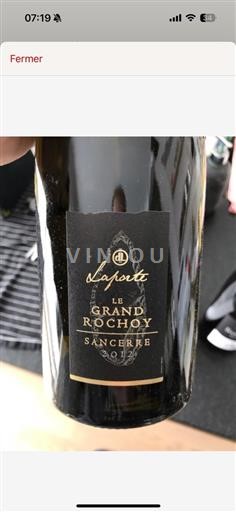 07:19
Fermer
VINOU
Laporte
LE
GRAND
ROCHOY
SANCERRE
2012